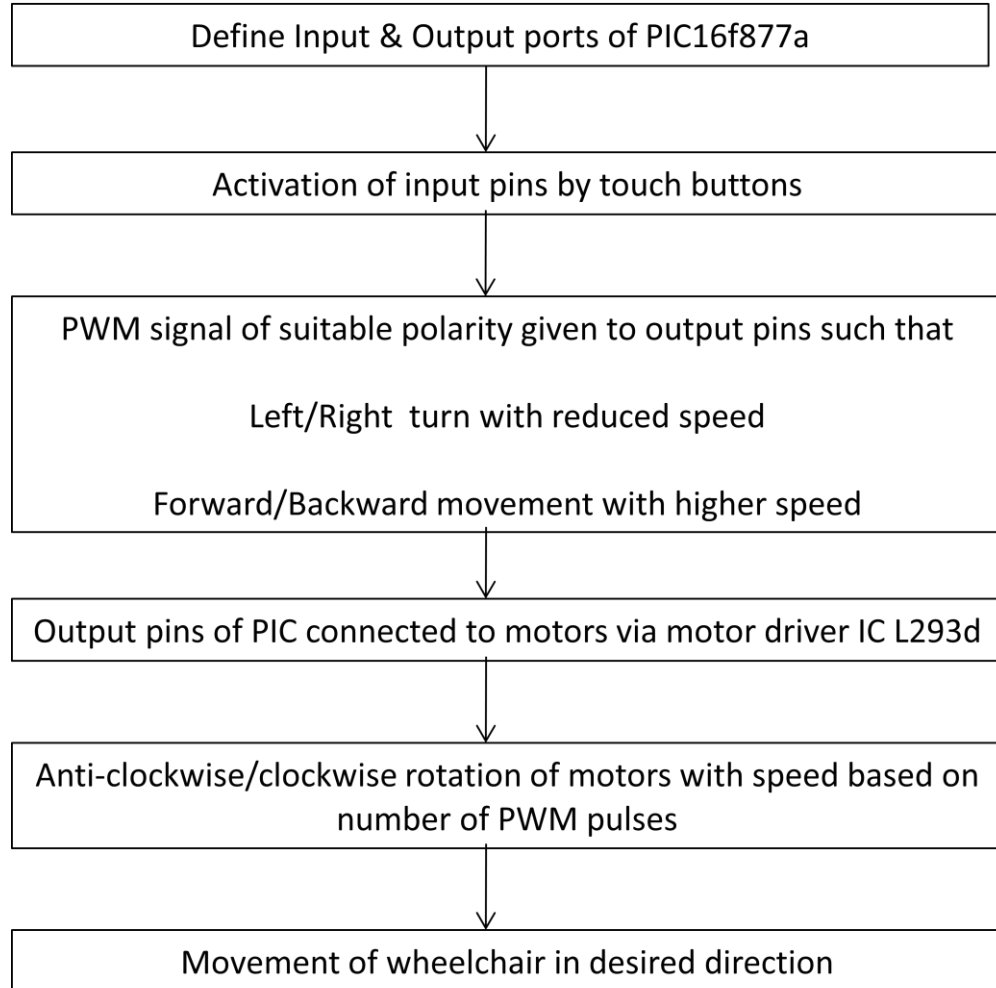 Define Input & Output ports of PIC16f877a
Activation of input pins by touch buttons
PWM signal of suitable polarity given to output pins such that
Left/Right  turn with reduced speed
Forward/Backward movement with higher speed
Output pins of PIC connected to motors via motor driver IC L293d
Anti-clockwise/clockwise rotation of motors with speed based on
number of PWM pulses
Movement of wheelchair in desired direction